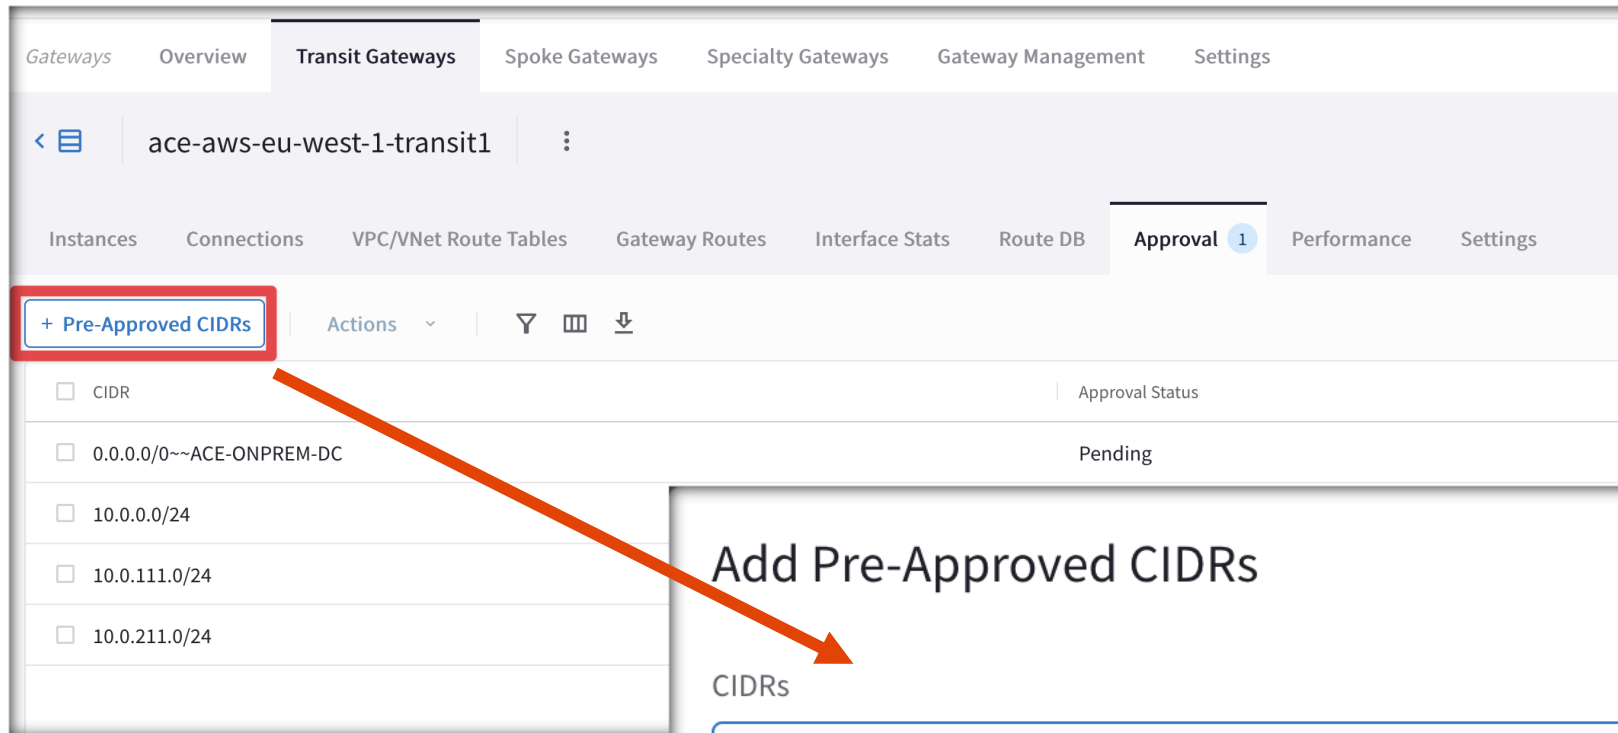 Gateways Overview Transit Gateways Spoke Gateways Specialty Gateways Gateway Management Settings
ace-aws-eu-west-1-transit1
Instances Connections VPC/VNet Route Tables Gateway Routes Interface Stats Route DB Approval 1 Performance Settings
+ Pre-Approved CIDRs Actions
CIDR Approval Status
0.0.0.0/0~~ACE-ONPREM-DC Pending
10.0.0.0/24
10.0.111.0/24
10.0.211.0/24
Add Pre-Approved CIDRs
CIDRs